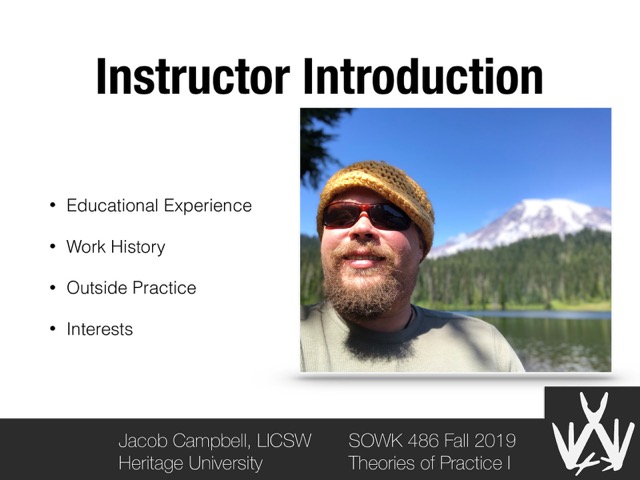 Instructor Introduction
• Educational Experience
• Work History
• Outside Practice
• Interests
Jacob Campbell, LICSW
Heritage University
SOWK 486 Fall 2019
Theories of Practice I